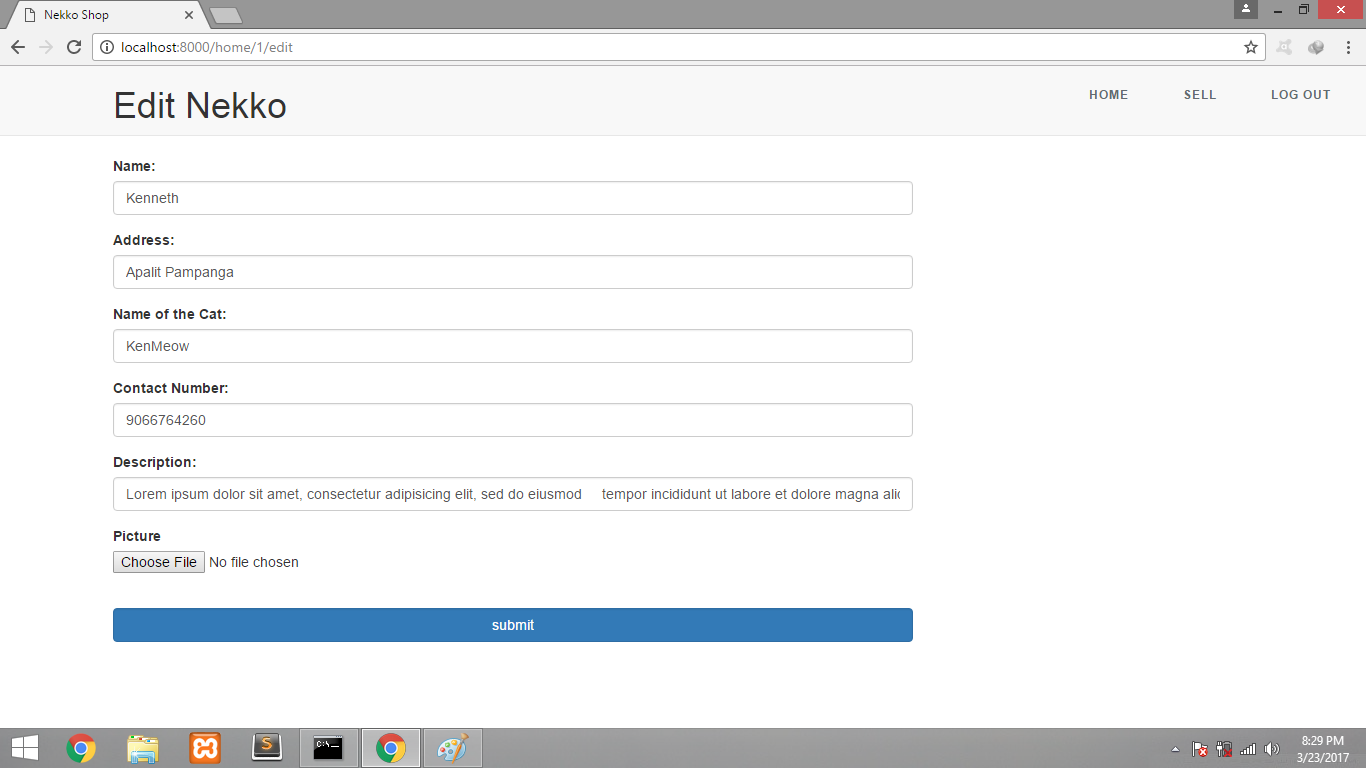 Nekko Shop
localhost:8000/home/1/edit
Edit Nekko
HOME SELL LOG OUT
Name:
Kenneth
Address:
Apalit Pampanga
Name of the Cat:
KenMeow
Contact Number:
9066764260
Description:
Lorem ipsum dolor sit amet, consectetur adipisicing elit, sed do eiusmod tempor incididunt ut labore et dolore magna alic
Picture
Choose File No file chosen
submit
8:29 PM
3/23/2017